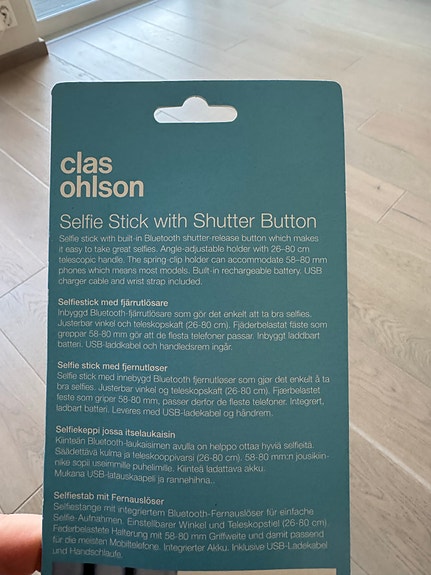 clas
ohlson
Selfie Stick with Shutter Button
Selfie stick with built-in Bluetooth shutter-release button which makes
it easy to take great selfies. Angle-adjustable holder with 26-80 cm
telescopic handle. The spring-clip holder can accommodate 58-80 mm
phones which means most models. Built-in rechargeable battery. USB
charger cable and wrist strap included.
Selfiestick med fjärrutlösare
Inbyggd Bluetooth-fjärrutlösare som gör det enkelt att ta bra selfies.
Justerbar vinkel och teleskopskaft (26-80 cm). Fjäderbelastat fäste som
greppar 58-80 mm gör att de flesta telefoner passar. Inbyggt laddbart
batteri. USB-laddkabel och handledsrem ingår.
Selfie stick med fjernutløser
Selfie stick med innebygd Bluetooth fjernutløser som gjør det enkelt å ta
bra selfies. Justerbar vinkel og teleskopskaft (26-80 cm). Fjærbelastet
feste som griper 58-80 mm, passer derfor de fleste telefoner. Integrert,
ladbart batteri. Leveres med USB-ladekabel og håndrem.
Selfiekeppi jossa itselaukaisin
Kiinteän Bluetooth-laukaisimen avulla on helppo ottaa hyviä selfieitä.
Säädettävä kulma ja teleskooppivarsi (26-80 cm). 58-80 mm:n jousikiin-
nike sopii useimmille puhelimille. Kiinteä ladattava akku.
Mukana USB-latauskaapeli ja rannehihna..
Selfiestab mit Fernauslöser
Selfiestange mit integriertem Bluetooth-Fernauslöser für einfache
Selfie-Aufnahmen. Einstellbarer Winkel und Teleskopstiel (26-80 cm).
Federbelastete Halterung mit 58-80 mm Griffweite und damit passend
für die meisten Mobiltelefone. Integrierter Akku. Inklusive USB-Ladekabel
und Handschlaufe.